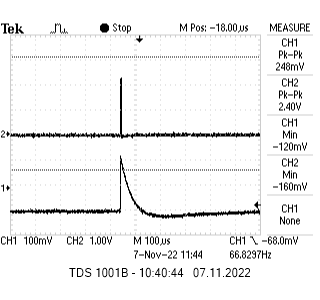 Tek Stop M Pos: -18.00µs MEASURE
CH1
Pk-Pk
248mV
CH2
Pk-Pk
2.40V
CH1
Min
-120mV
CH2
Min
-160mV
CH1
None
2
1
CH1 100mV CH2 1.00V M 100µs CH1 -68.0mV
7-Nov-22 11:44 66.8297Hz
TDS 1001B - 10:40:44 07.11.2022